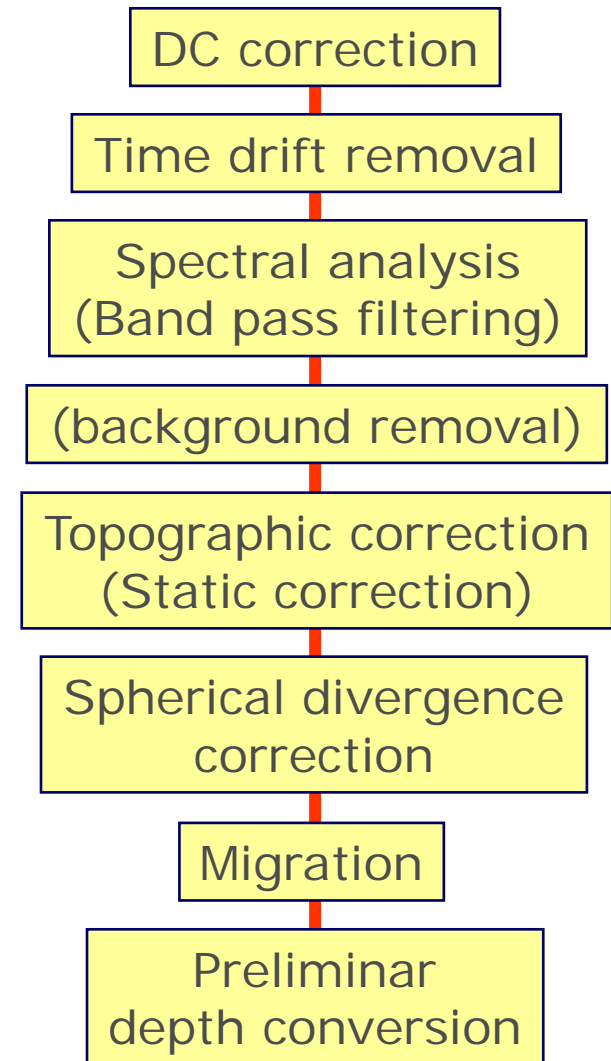 DC correction
Time drift removal
Spectral analysis
(Band pass filtering)
(background removal)
Topographic correction
(Static correction)
Spherical divergence
correction
Migration
Preliminar
depth conversion